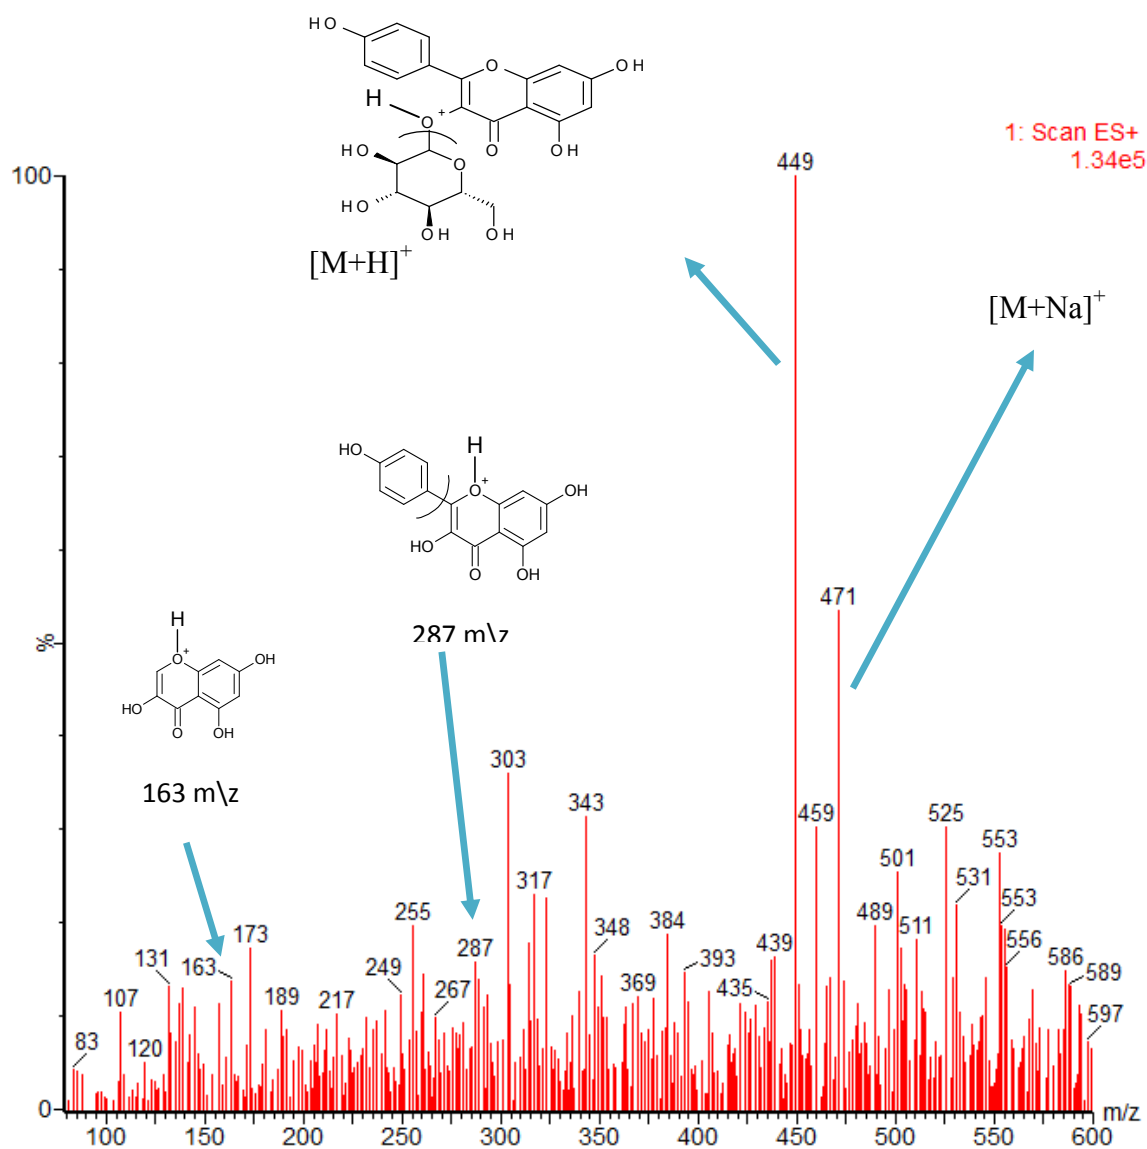 HO
O
OH
H
O
+
HO
O
O
OH
HO
OH
OH
[M+H]+
1: Scan ES+
1.34e5
100
449
[M+Na]+
H
HO
O
+
OH
HO
O
OH
287 m\z
471
%
H
O
+
OH
HO
O
OH
163 m\z
303
343
459
525
553
501
531
317
553
255
489
511
384
348
173
287
439
556
131
163
249
393
586
589
107
189
217
267
369
435
597
83
120
0
100
150
200
250
300
350
400
450
500
550
600
m/z